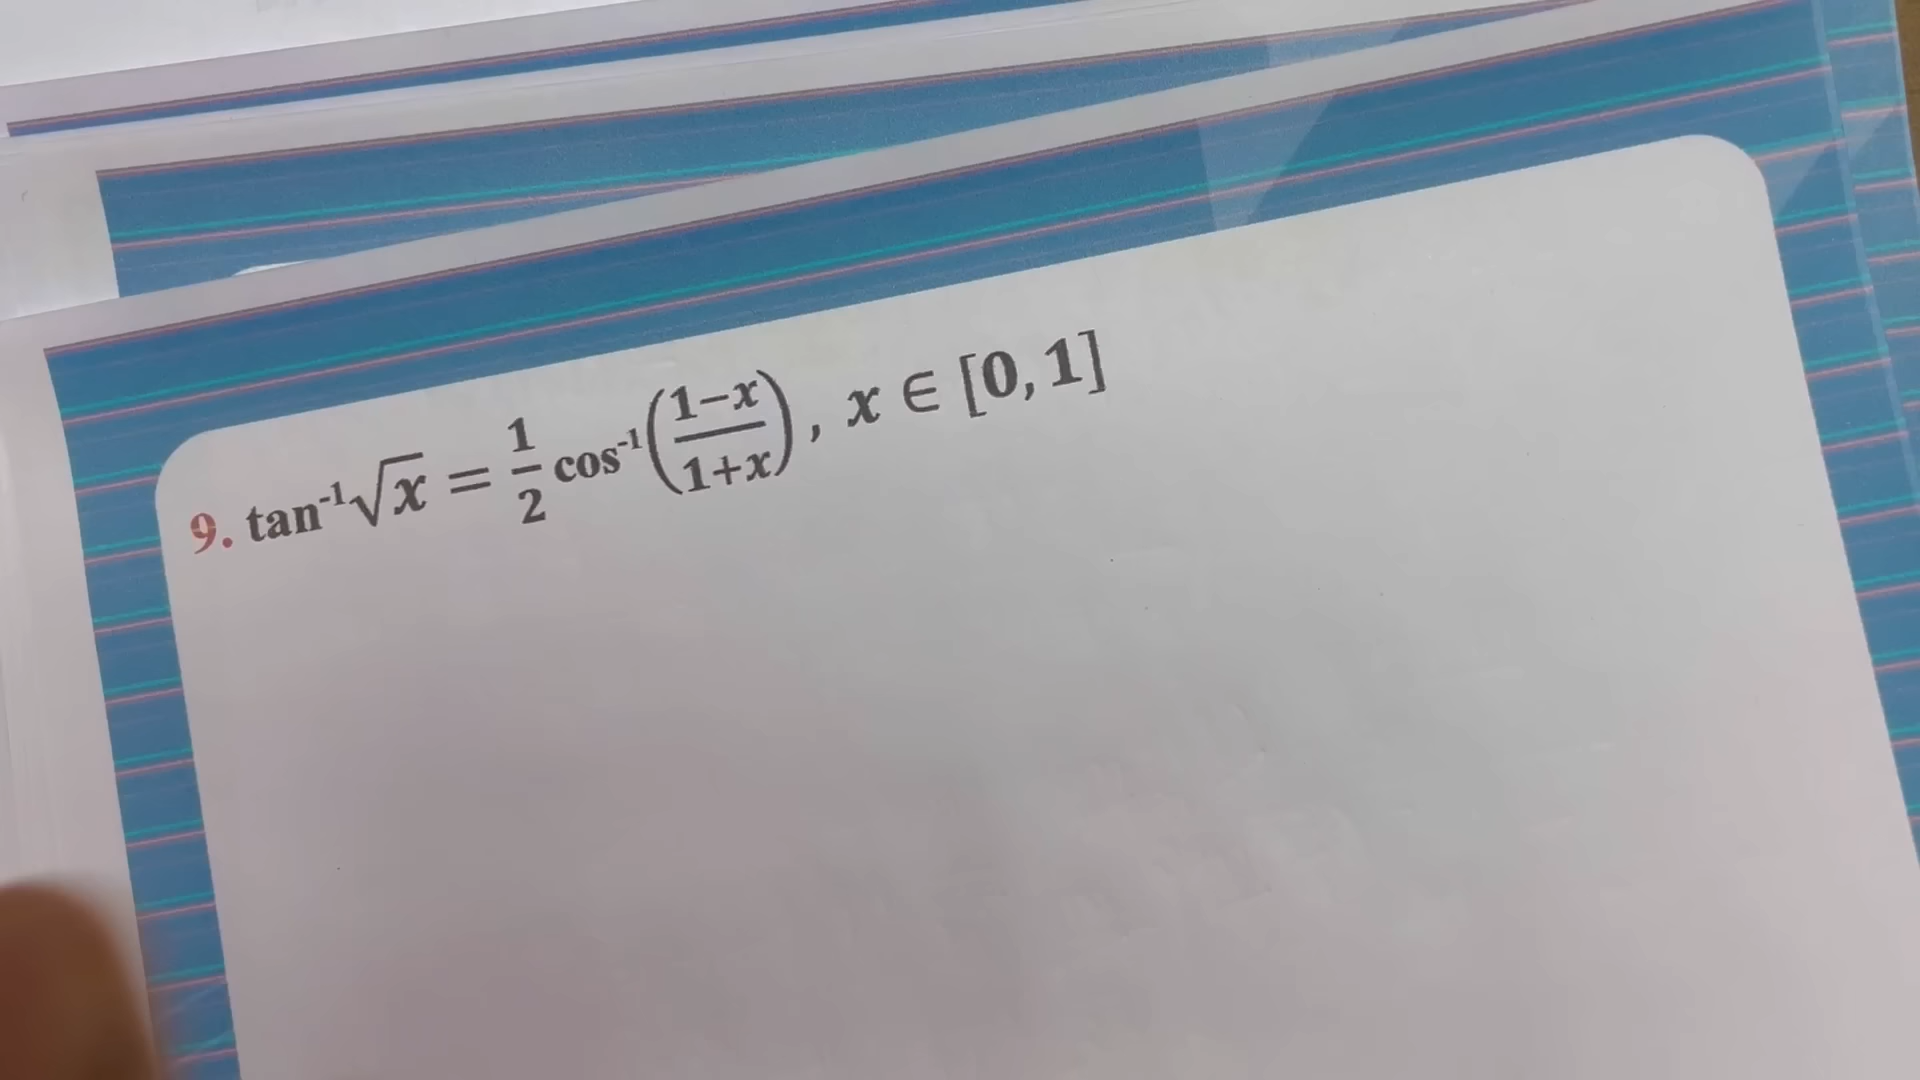 9. tan⁻¹√x = 1/2 cos⁻¹((1−x)/(1+x)), x ∈ [0, 1]